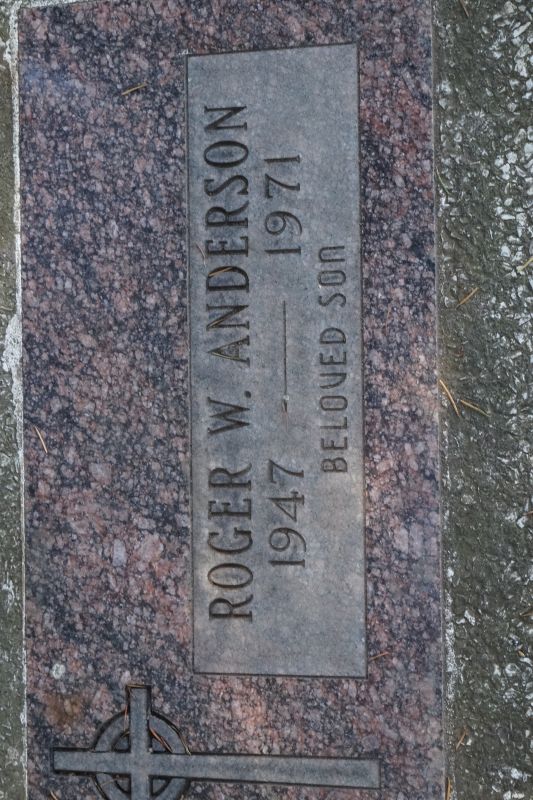 ROGER W. ANDERSON
1947 — 1971
BELOVED SON